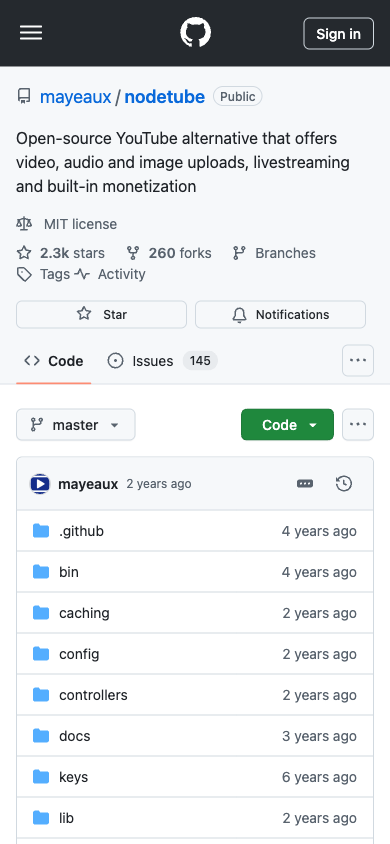 Sign in
mayeaux / nodetube Public
Open-source YouTube alternative that offers
video, audio and image uploads, livestreaming
and built-in monetization
MIT license
2.3k stars 260 forks Branches
Tags Activity
Star Notifications
Code Issues 145
master Code
mayeaux 2 years ago
.github 4 years ago
bin 4 years ago
caching 2 years ago
config 2 years ago
controllers 2 years ago
docs 3 years ago
keys 6 years ago
lib 2 years ago